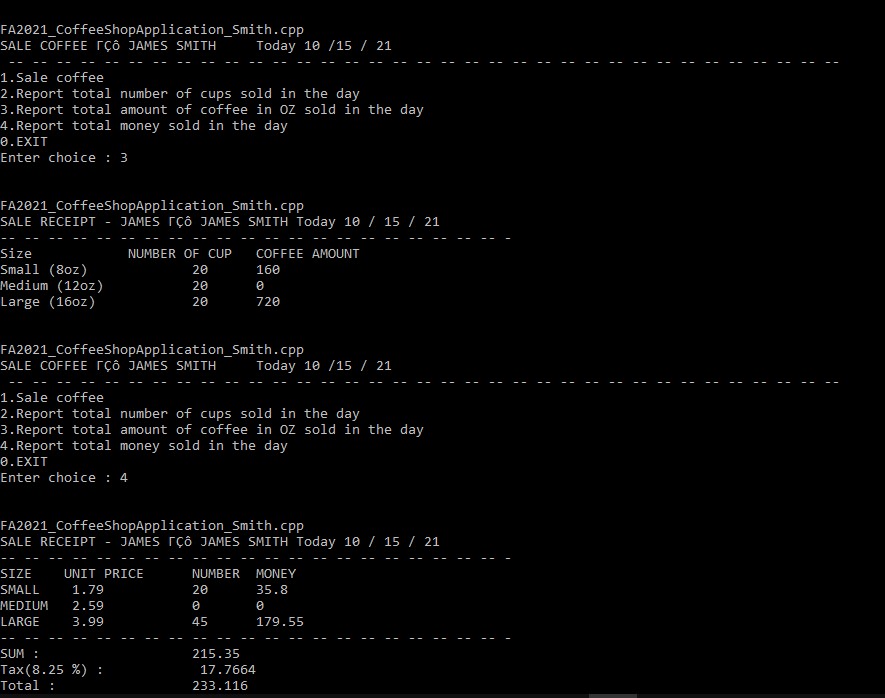 FA2021_CoffeeShopApplication_Smith.cpp
SALE COFFEE ΓÇô JAMES SMITH     Today 10 /15 / 21
 -- -- -- -- -- -- -- -- -- -- -- -- -- -- -- -- -- -- -- -- -- -- -- -- -- -- -- -- -- -- -- -- -- -- --
1.Sale coffee
2.Report total number of cups sold in the day
3.Report total amount of coffee in OZ sold in the day
4.Report total money sold in the day
0.EXIT
Enter choice : 3
FA2021_CoffeeShopApplication_Smith.cpp
SALE RECEIPT - JAMES ΓÇô JAMES SMITH Today 10 / 15 / 21
-- -- -- -- -- -- -- -- -- -- -- -- -- -- -- -- -- -- -- -- -- -
Size            NUMBER OF CUP   COFFEE AMOUNT
Small (8oz)             20      160
Medium (12oz)           20      0
Large (16oz)            20      720
FA2021_CoffeeShopApplication_Smith.cpp
SALE COFFEE ΓÇô JAMES SMITH     Today 10 /15 / 21
 -- -- -- -- -- -- -- -- -- -- -- -- -- -- -- -- -- -- -- -- -- -- -- -- -- -- -- -- -- -- -- -- -- -- --
1.Sale coffee
2.Report total number of cups sold in the day
3.Report total amount of coffee in OZ sold in the day
4.Report total money sold in the day
0.EXIT
Enter choice : 4
FA2021_CoffeeShopApplication_Smith.cpp
SALE RECEIPT - JAMES ΓÇô JAMES SMITH Today 10 / 15 / 21
-- -- -- -- -- -- -- -- -- -- -- -- -- -- -- -- -- -- -- -- -- -
SIZE    UNIT PRICE      NUMBER  MONEY
SMALL    1.79           20      35.8
MEDIUM   2.59           0       0
LARGE    3.99           45      179.55
-- -- -- -- -- -- -- -- -- -- -- -- -- -- -- -- -- -- -- -- -- -
SUM :                   215.35
Tax(8.25 %) :            17.7664
Total :                 233.116